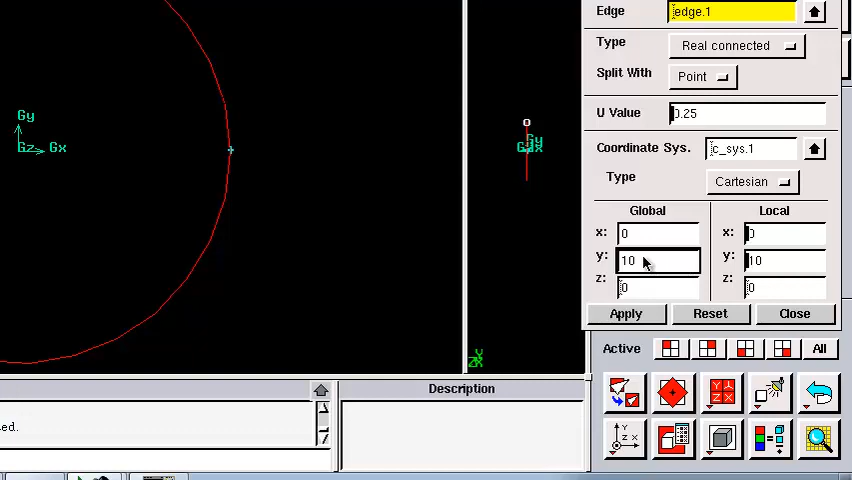 Edge edge.1
Type Real connected
Split With Point
U Value 0.25
Coordinate Sys. c_sys.1
Type Cartesian
Global Local
x: 0 x: 0
y: 10 y: 10
z: 0 z: 0
Apply Reset Close
Active All
Gy
Gz Gx
Gy
Description
ed.